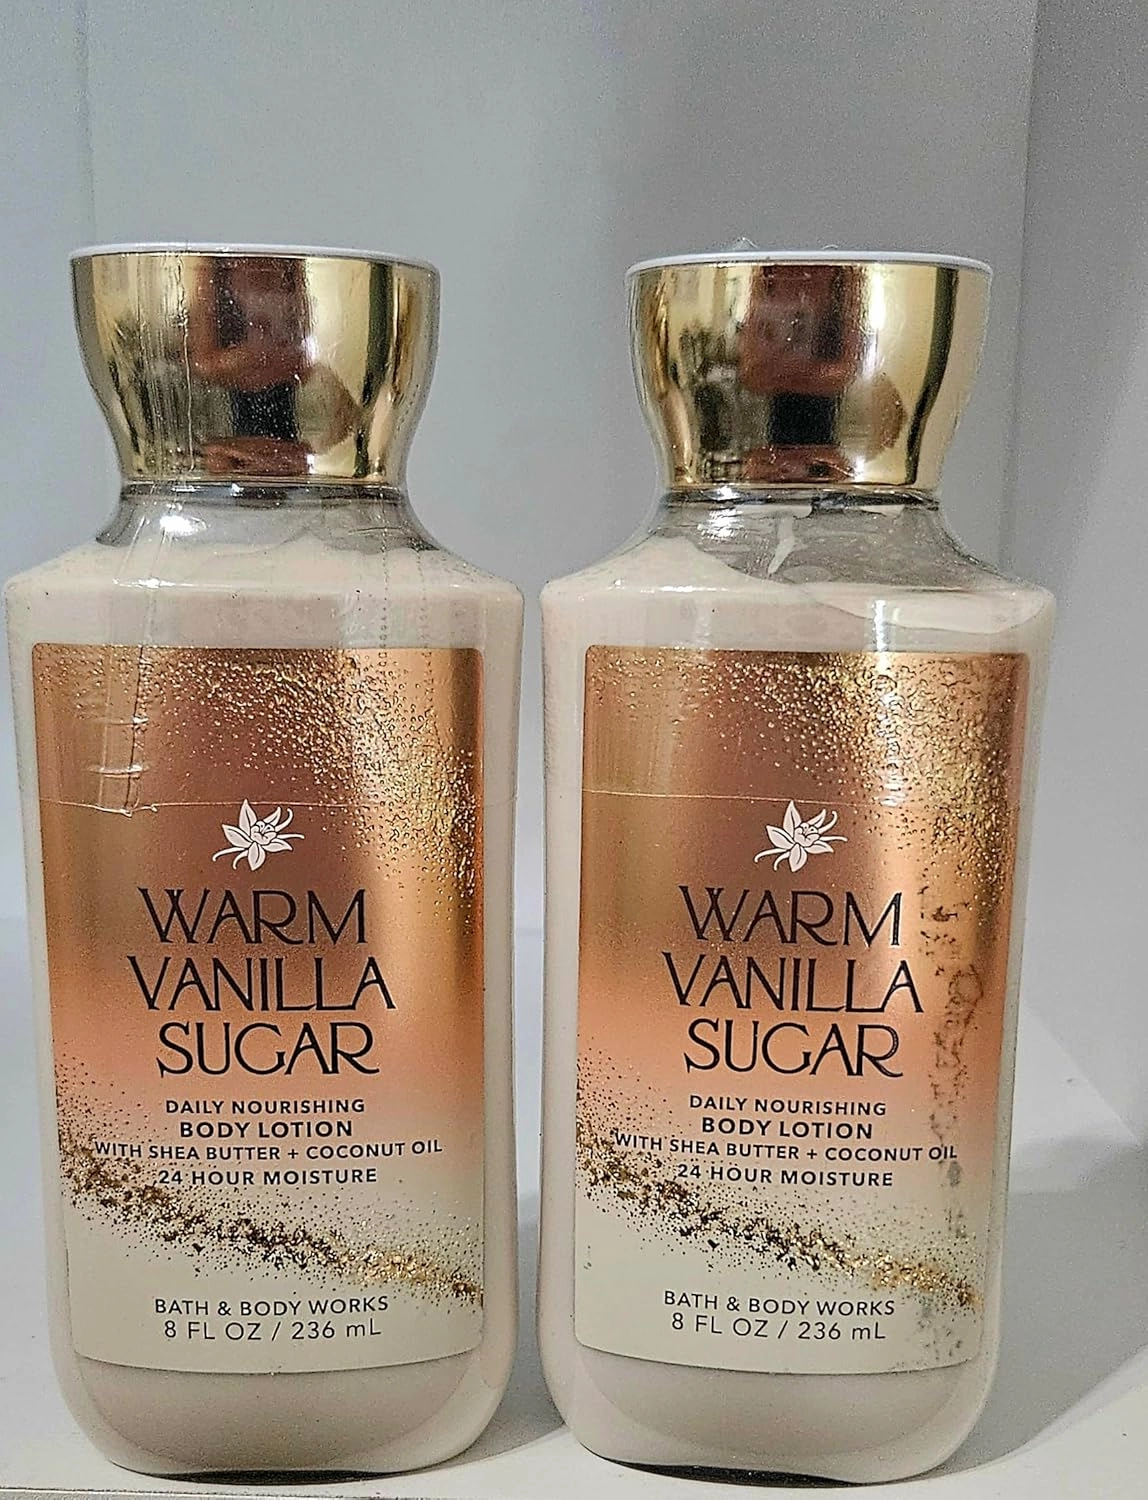 WARM
VANILLA
SUGAR
DAILY NOURISHING
BODY LOTION
WITH SHEA BUTTER + COCONUT OIL
24 HOUR MOISTURE
BATH & BODY WORKS
8 FL OZ / 236 mL
WARM
VANILLA
SUGAR
DAILY NOURISHING
BODY LOTION
WITH SHEA BUTTER + COCONUT OIL
24 HOUR MOISTURE
BATH & BODY WORKS
8 FL OZ / 236 mL